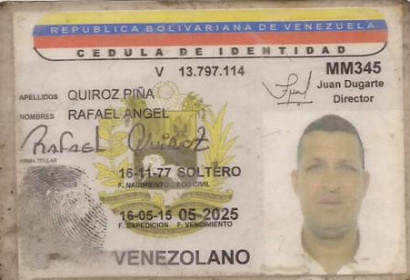 REPUBLICA BOLIVARIANA DE VENEZUELA
CEDULA DE IDENTIDAD
V 13.797.114
MM345
Juan Dugarte
Director
APELLIDOS QUIROZ PIÑA
NOMBRES RAFAEL ANGEL
Rafael Quiroz
FIRMA TITULAR
16-11-77 SOLTERO
F. NACIMIENTO EDO CIVIL
16-05-15 05-2025
F. EXPEDICION F. VENCIMIENTO
VENEZOLANO